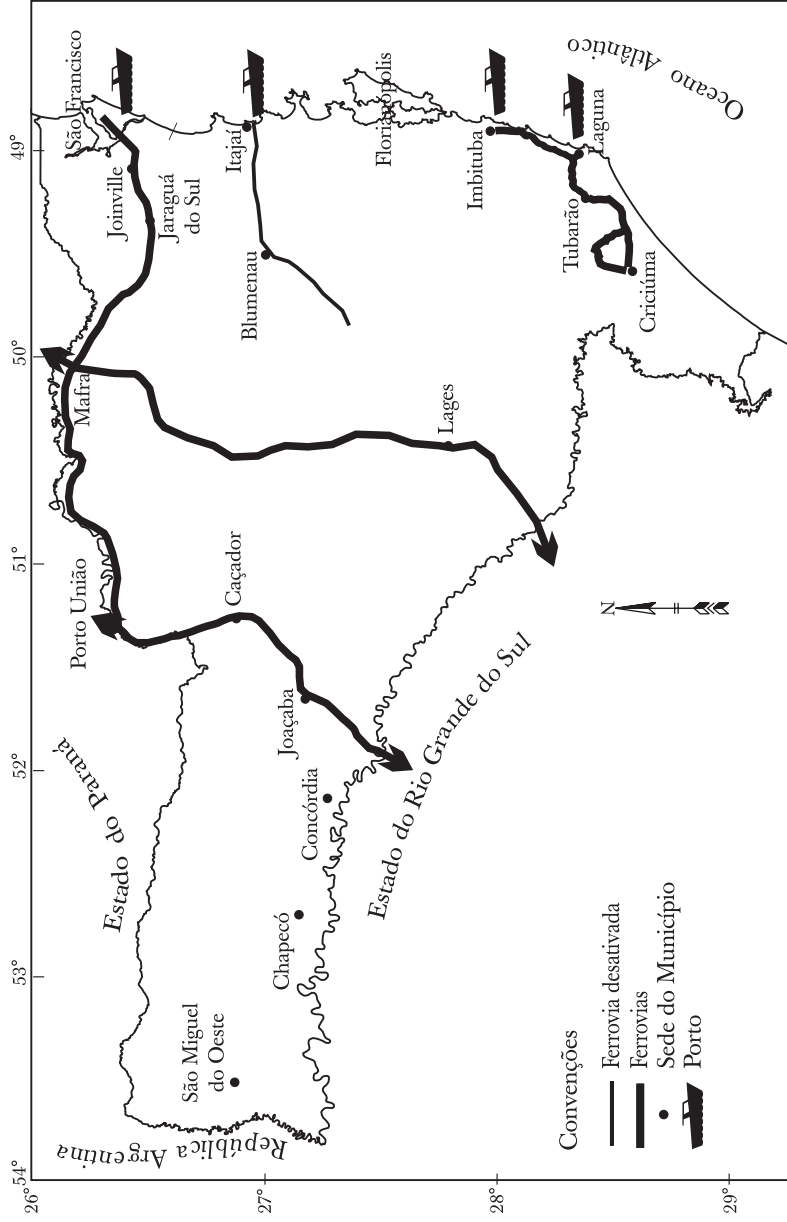 54°
53°
52°
51°
50°
49°
26°
27°
28°
29°
Estado do Paraná
República Argentina
Estado do Rio Grande do Sul
Oceano Atlântico
São Miguel
do Oeste
Chapecó
Concórdia
Joaçaba
Caçador
Porto União
Mafra
Lages
Joinville
Jaraguá
do Sul
São Francisco
Blumenau
Itajaí
Florianópolis
Imbituba
Tubarão
Laguna
Criciúma
N
Convenções
Ferrovia desativada
Ferrovias
Sede do Município
Porto